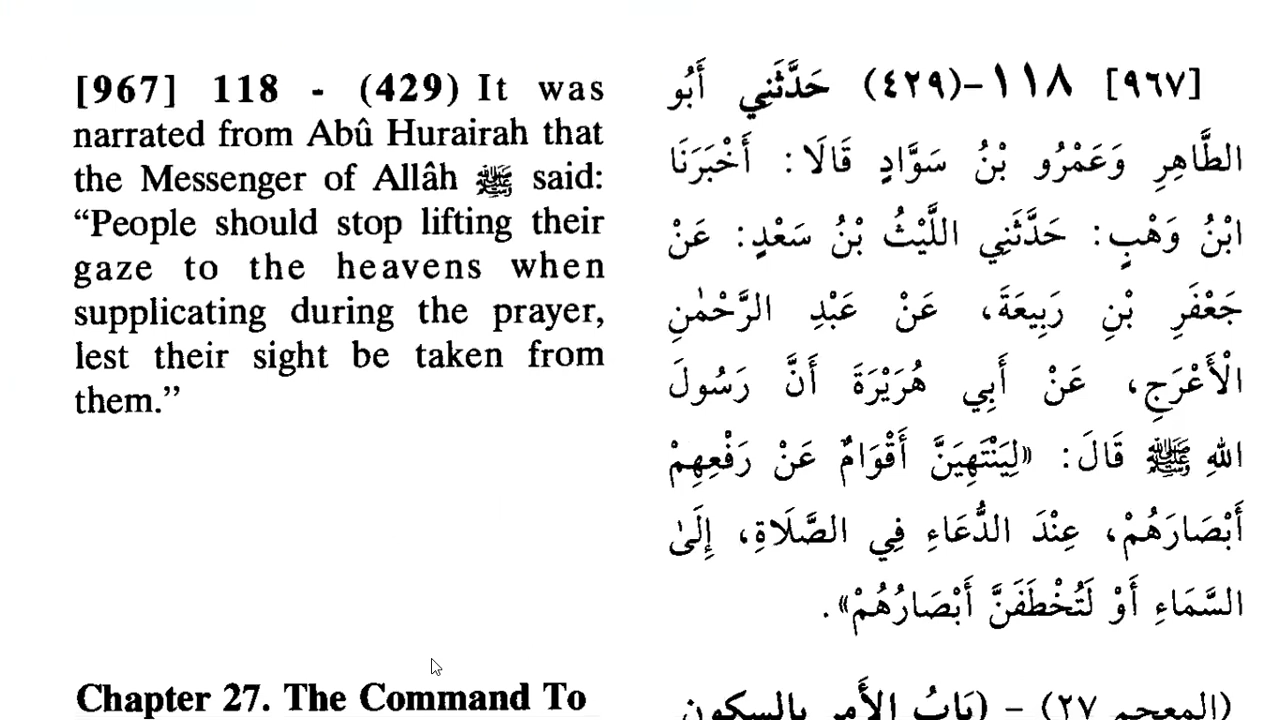 [967] 118 - (429) It was
narrated from Abû Hurairah that
the Messenger of Allâh ﷺ said:
“People should stop lifting their
gaze to the heavens when
supplicating during the prayer,
lest their sight be taken from
them.”
Chapter 27. The Command To
[٩٦٧] ١١٨-(٤٢٩) حَدَّثَنِي أَبُو
الطَّاهِرِ وَعَمْرُو بْنُ سَوَّادٍ قَالَا: أَخْبَرَنَا
ابْنُ وَهْبٍ: حَدَّثَنِي اللَّيْثُ بْنُ سَعْدٍ: عَنْ
جَعْفَرِ بْنِ رَبِيعَةَ، عَنْ عَبْدِ الرَّحْمٰنِ
الْأَعْرَجِ، عَنْ أَبِي هُرَيْرَةَ أَنَّ رَسُولَ
اللهِ ﷺ قَالَ: «لِيَنْتَهِيَنَّ أَقْوَامٌ عَنْ رَفْعِهِمْ
أَبْصَارَهُمْ، عِنْدَ الدُّعَاءِ فِي الصَّلَاةِ، إِلَىٰ
السَّمَاءِ أَوْ لَتُخْطَفَنَّ أَبْصَارُهُمْ».
(المعجم ٢٧) - (بَابُ الأَمرِ بِالسكون